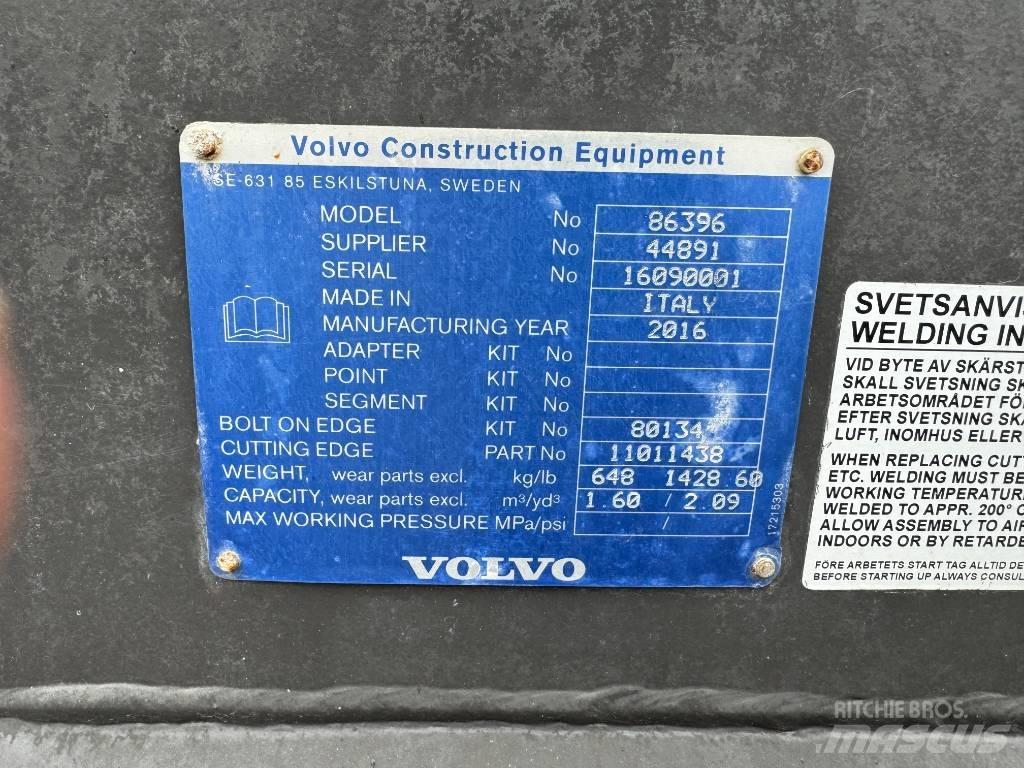 Volvo Construction Equipment
SE-631 85 ESKILSTUNA, SWEDEN
MODEL No 86396
SUPPLIER No 44891
SERIAL No 16090001
MADE IN ITALY
MANUFACTURING YEAR 2016
ADAPTER KIT No
POINT KIT No
SEGMENT KIT No
BOLT ON EDGE KIT No 80134
CUTTING EDGE PART No 11011438
WEIGHT, wear parts excl. kg/lb 648 1428.60
CAPACITY, wear parts excl. m³/yd³ 1.60 / 2.09
MAX WORKING PRESSURE MPa/psi /
VOLVO
17215303
SVETSANVIS
WELDING IN
VID BYTE AV SKÄRST
SKALL SVETSNING SK
ARBETSOMRÅDET FÖ
EFTER SVETSNING SKA
LUFT, INOMHUS ELLER
WHEN REPLACING CUT
ETC. WELDING MUST BE
WORKING TEMPERATUR
WELDED TO APPR. 200° C
ALLOW ASSEMBLY TO AIR
INDOORS OR BY RETARDE
FÖRE ARBETETS START TAG ALLTID DE
BEFORE STARTING UP ALWAYS CONSUL
RITCHIE BROS.
MASCUS